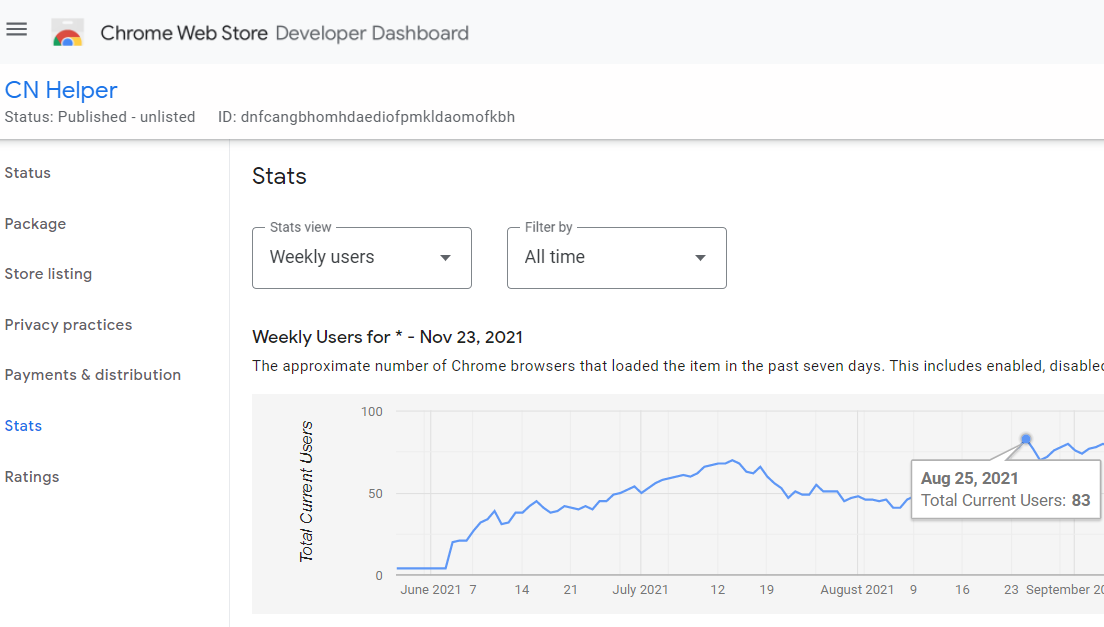 Chrome Web Store Developer Dashboard
CN Helper
Status: Published - unlisted ID: dnfcangbhomhdaediofpmkldaomofkbh
Status
Package
Store listing
Privacy practices
Payments & distribution
Stats
Ratings
Stats
Stats view
Weekly users
Filter by
All time
Weekly Users for * - Nov 23, 2021
The approximate number of Chrome browsers that loaded the item in the past seven days. This includes enabled, disabled
Total Current Users
100
50
0
Aug 25, 2021
Total Current Users: 83
June 2021 7 14 21 July 2021 12 19 August 2021 9 16 23 September 20